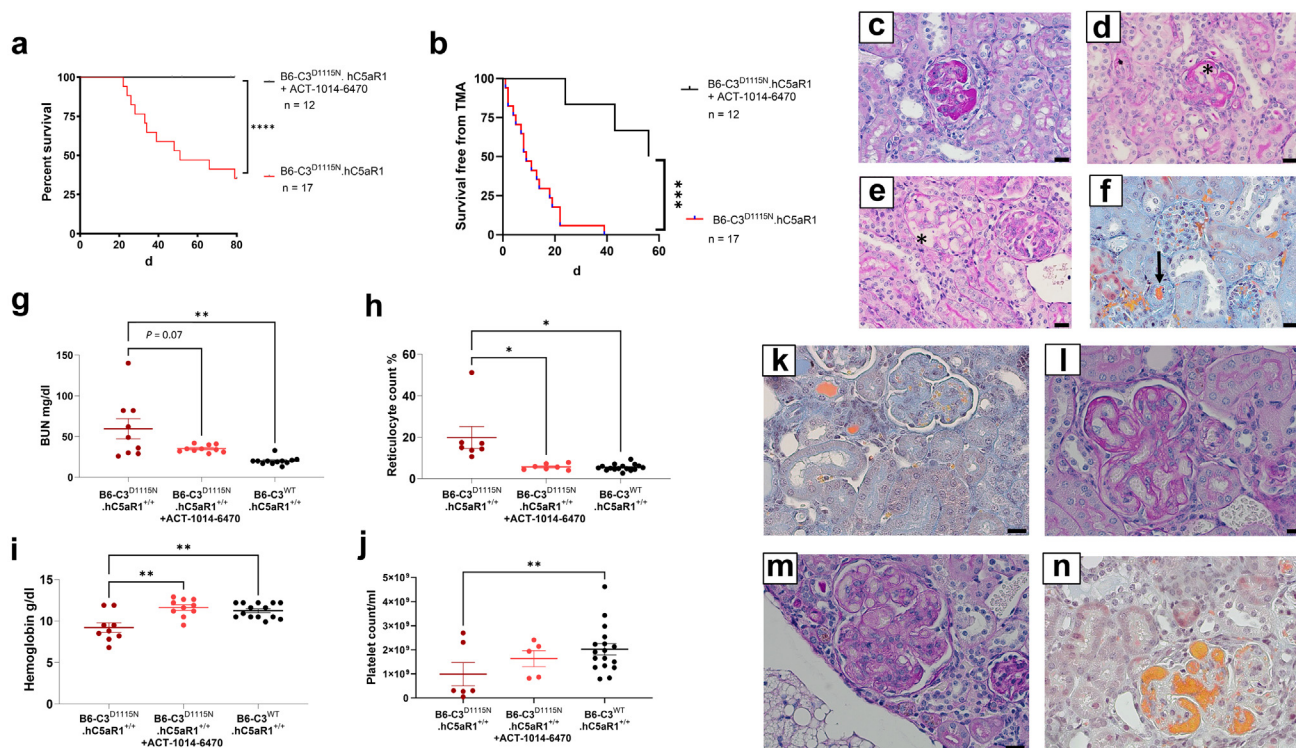 a
Percent survival
100
75
50
25
0
0 20 40 60 80
d
****
B6-C3D1115N.hC5aR1
+ ACT-1014-6470
n = 12
B6-C3D1115N.hC5aR1
n = 17
b
Survival free from TMA
100
75
50
25
0
0 20 40 60
d
***
B6-C3D1115N.hC5aR1
+ ACT-1014-6470
n = 12
B6-C3D1115N.hC5aR1
n = 17
c
d
*
e
*
f
g
BUN mg/dl
150
100
50
0
P = 0.07
**
B6-C3D1115N
.hC5aR1+/+
B6-C3D1115N
.hC5aR1+/+
+ACT-1014-6470
B6-C3WT
.hC5aR1+/+
h
Reticulocyte count %
60
40
20
0
*
*
B6-C3D1115N
.hC5aR1+/+
B6-C3D1115N
.hC5aR1+/+
+ACT-1014-6470
B6-C3WT
.hC5aR1+/+
i
Hemoglobin g/dl
15
10
5
0
**
**
B6-C3D1115N
.hC5aR1+/+
B6-C3D1115N
.hC5aR1+/+
+ACT-1014-6470
B6-C3WT
.hC5aR1+/+
j
Platelet count/ml
5×10⁹
4×10⁹
3×10⁹
2×10⁹
1×10⁹
0
**
B6-C3D1115N
.hC5aR1+/+
B6-C3D1115N
.hC5aR1+/+
+ACT-1014-6470
B6-C3WT
.hC5aR1+/+
k
l
m
n